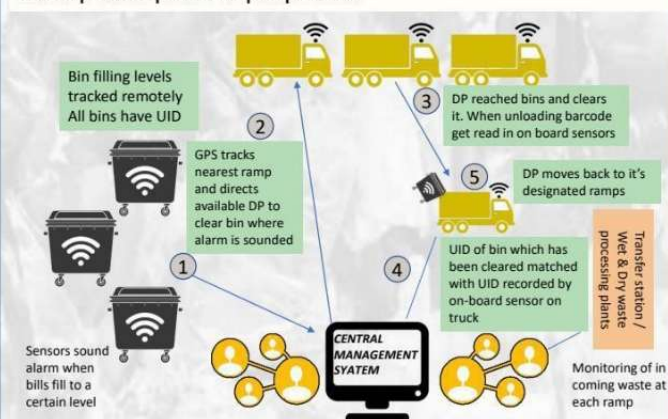 Bin filling levels
tracked remotely
All bins have UID
2
GPS tracks
nearest ramp
and directs
available DP to
clear bin where
alarm is sounded
3
DP reached bins and clears
it. When unloading barcode
get read in on board sensors
5
DP moves back to it's
designated ramps
1
4
UID of bin which has
been cleared matched
with UID recorded by
on-board sensor on
truck
Transfer station /
Wet & Dry waste
processing plants
Sensors sound
alarm when
bills fill to a
certain level
CENTRAL
MANAGEMENT
SYATEM
Monitoring of in
coming waste at
each ramp